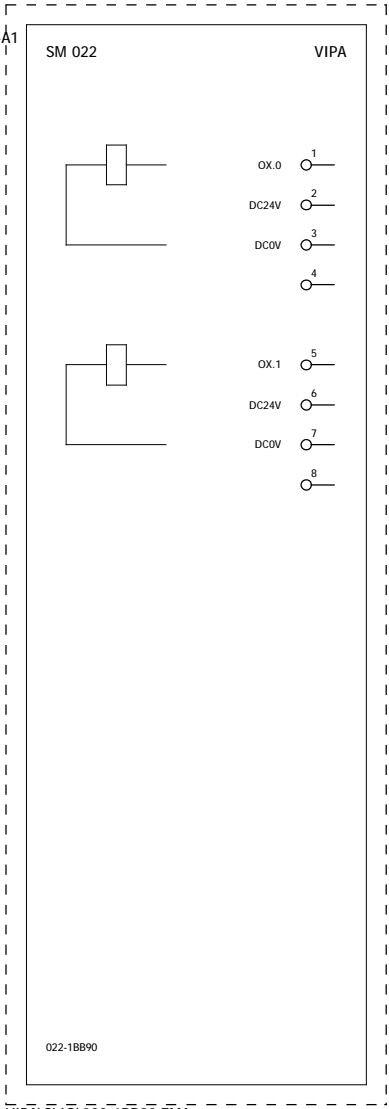 A1
SM 022 VIPA
OX.0 1
DC24V 2
DC0V 3
4
OX.1 5
DC24V 6
DC0V 7
8
022-1BB90